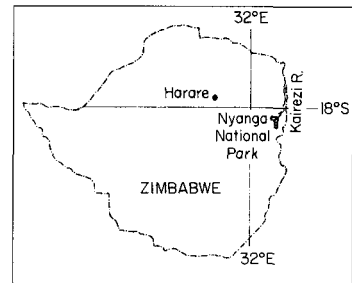 32°E
Kairezi R.
Harare
18°S
Nyanga
National
Park
ZIMBABWE
32°E